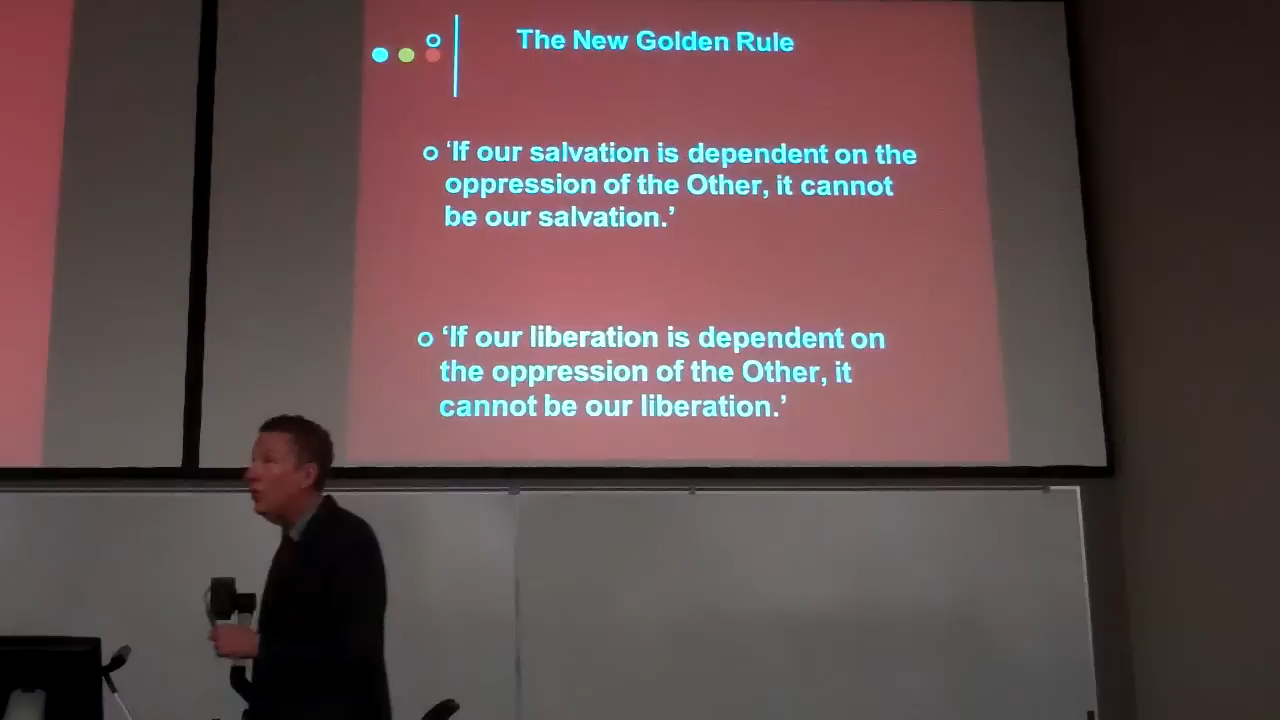 The New Golden Rule
‘If our salvation is dependent on the
oppression of the Other, it cannot
be our salvation.’
‘If our liberation is dependent on
the oppression of the Other, it
cannot be our liberation.’